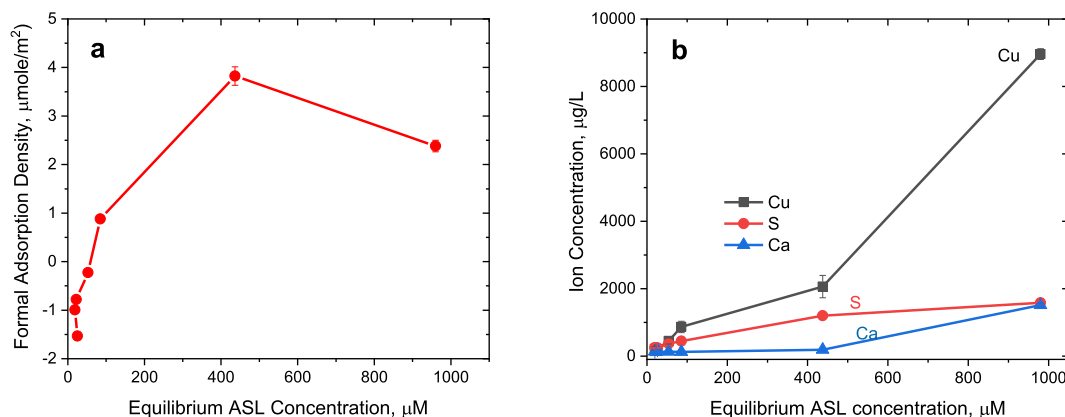 a
Formal Adsorption Density, μmole/m²
5
4
3
2
1
0
-1
-2
0 200 400 600 800 1000
Equilibrium ASL Concentration, μM
b
Ion Concentration, μg/L
10000
8000
6000
4000
2000
0
Cu
Cu
S
Ca
S
Ca
0 200 400 600 800 1000
Equilibrium ASL concentration, μM